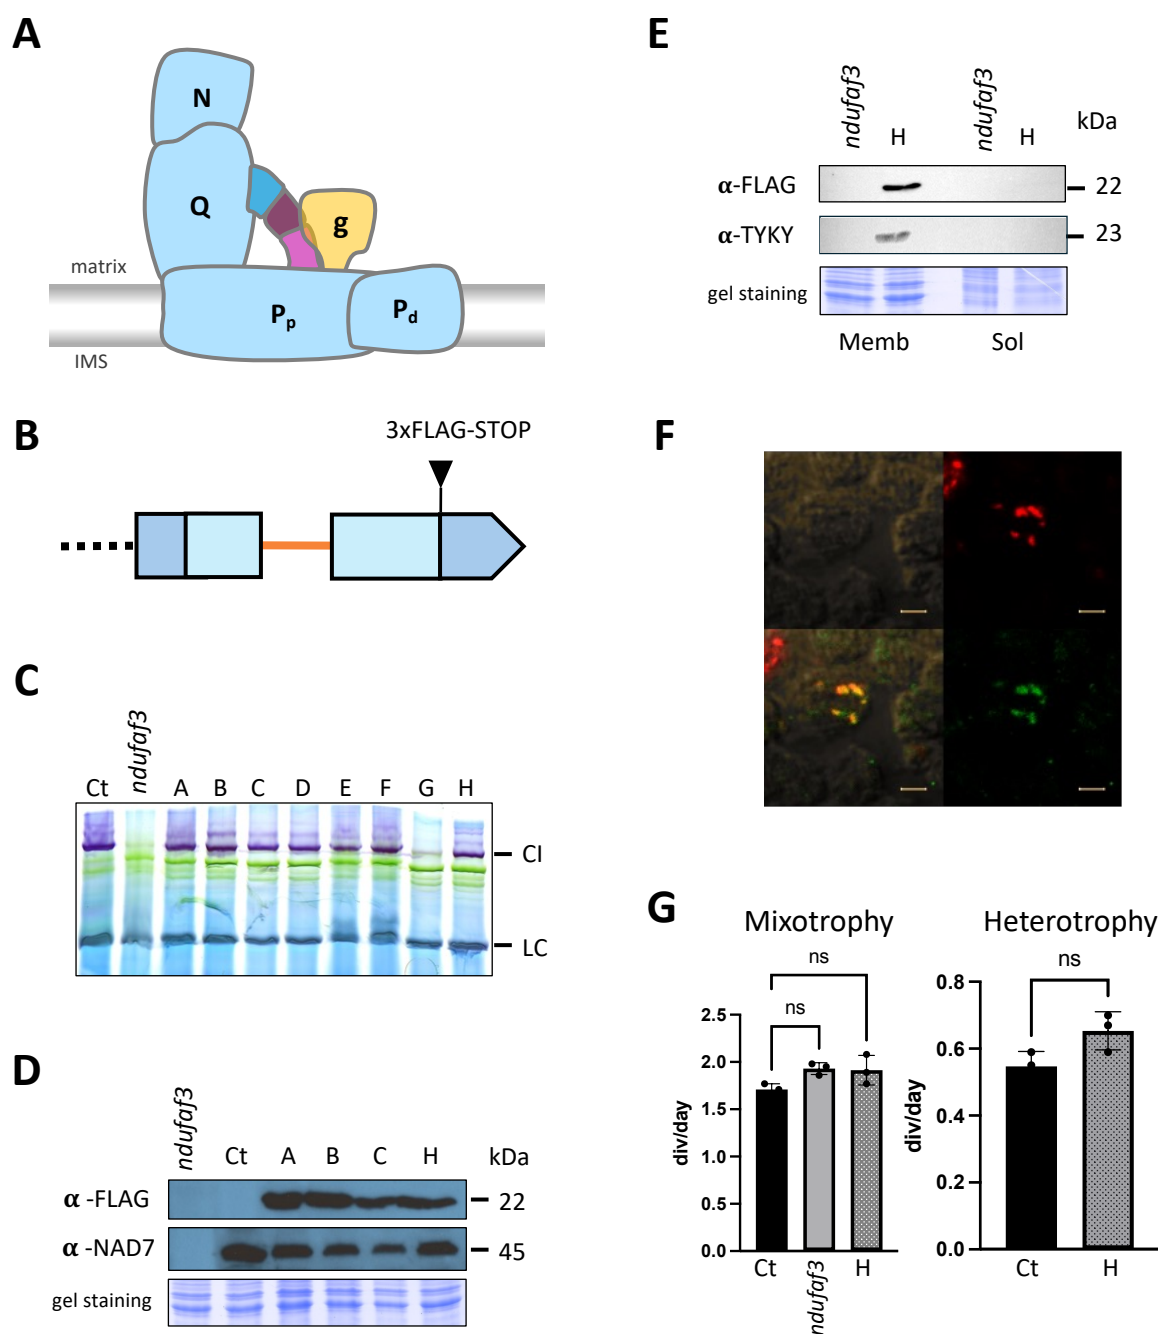 A
N
Q
g
matrix
Pp
Pd
IMS
B
3xFLAG-STOP
C
Ct ndufaf3 A B C D E F G H
CI
LC
D
ndufaf3 Ct A B C H kDa
α -FLAG 22
α -NAD7 45
gel staining
E
ndufaf3 H ndufaf3 H kDa
α-FLAG 22
α-TYKY 23
gel staining
Memb Sol
F
G
Mixotrophy
ns
ns
2.5
2.0
1.5
1.0
0.5
0.0
div/day
Ct ndufaf3 H
Heterotrophy
ns
0.8
0.6
0.4
0.2
0.0
div/day
Ct H